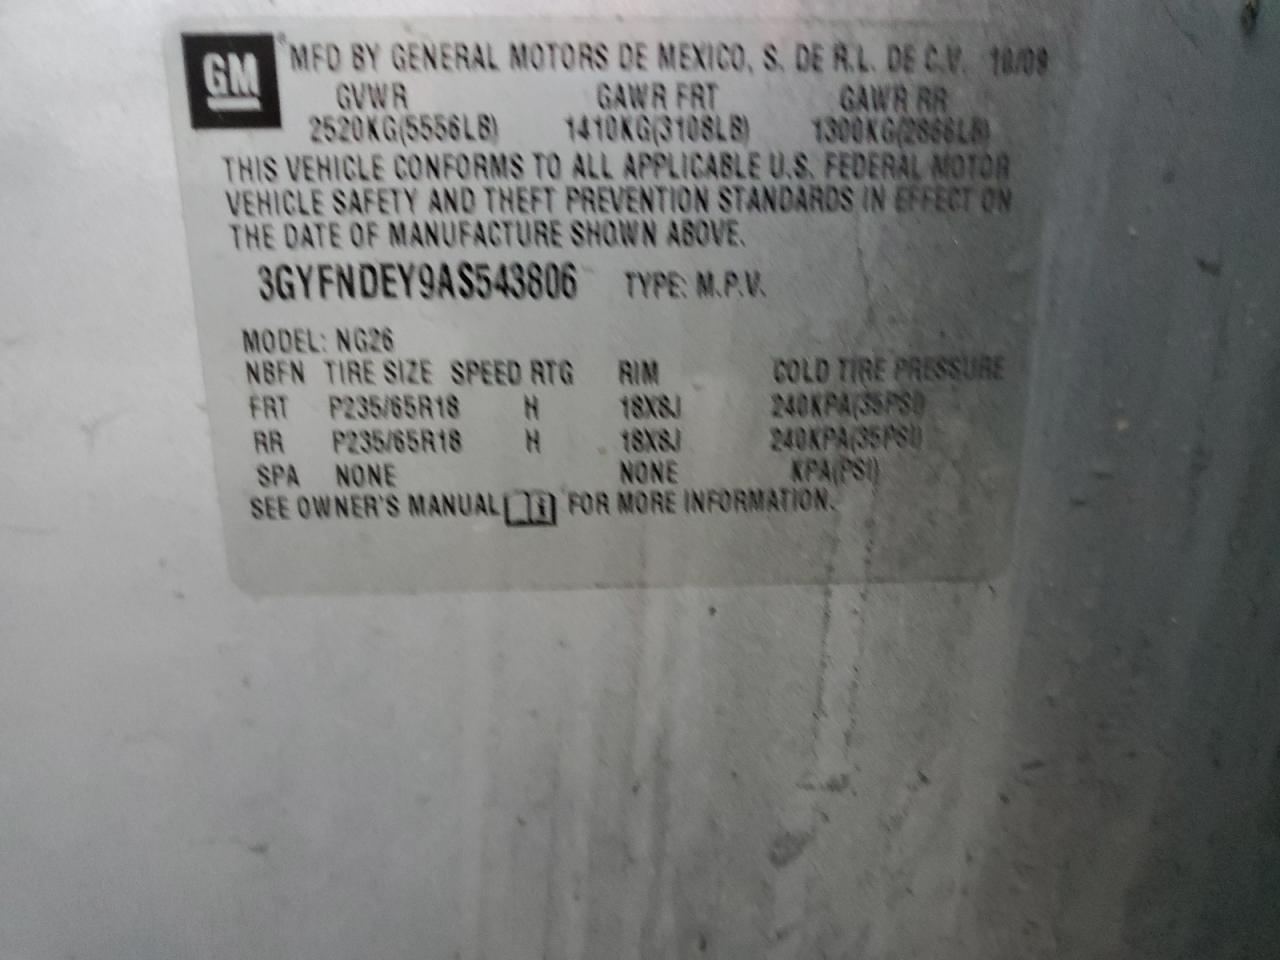 GM® MFD BY GENERAL MOTORS DE MEXICO, S. DE R.L. DE C.V. 10/09
GVWR GAWR FRT GAWR RR
2520KG(5556LB) 1410KG(3108LB) 1300KG(2866LB)
THIS VEHICLE CONFORMS TO ALL APPLICABLE U.S. FEDERAL MOTOR
VEHICLE SAFETY AND THEFT PREVENTION STANDARDS IN EFFECT ON
THE DATE OF MANUFACTURE SHOWN ABOVE.
3GYFNDEY9AS543806 TYPE: M.P.V.
MODEL: NG26
NBFN TIRE SIZE SPEED RTG RIM COLD TIRE PRESSURE
FRT P235/65R18 H 18X8J 240KPA(35PSI)
RR P235/65R18 H 18X8J 240KPA(35PSI)
SPA NONE NONE KPA(PSI)
SEE OWNER'S MANUAL FOR MORE INFORMATION.